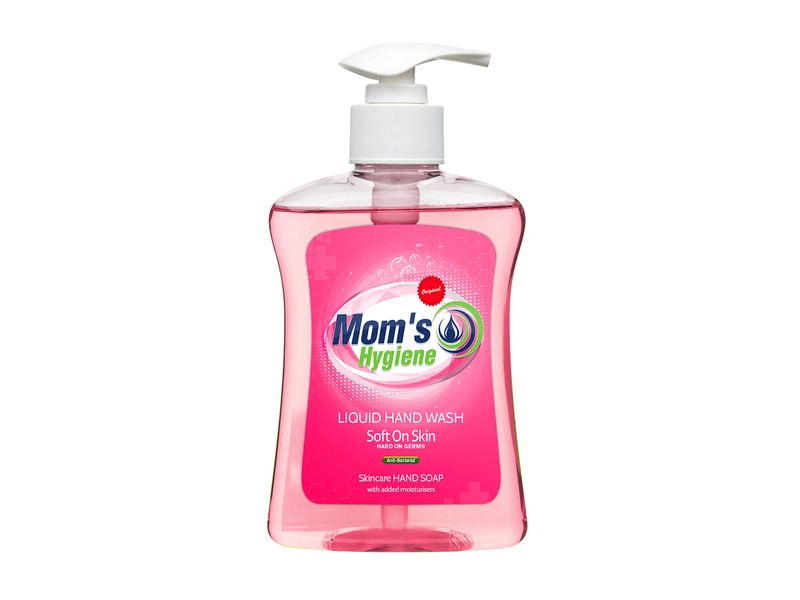 Original
Mom's
Hygiene
LIQUID HAND WASH
Soft On Skin
HARD ON GERMS
Anti-Bacterial
Skincare HAND SOAP
with added moisturisers